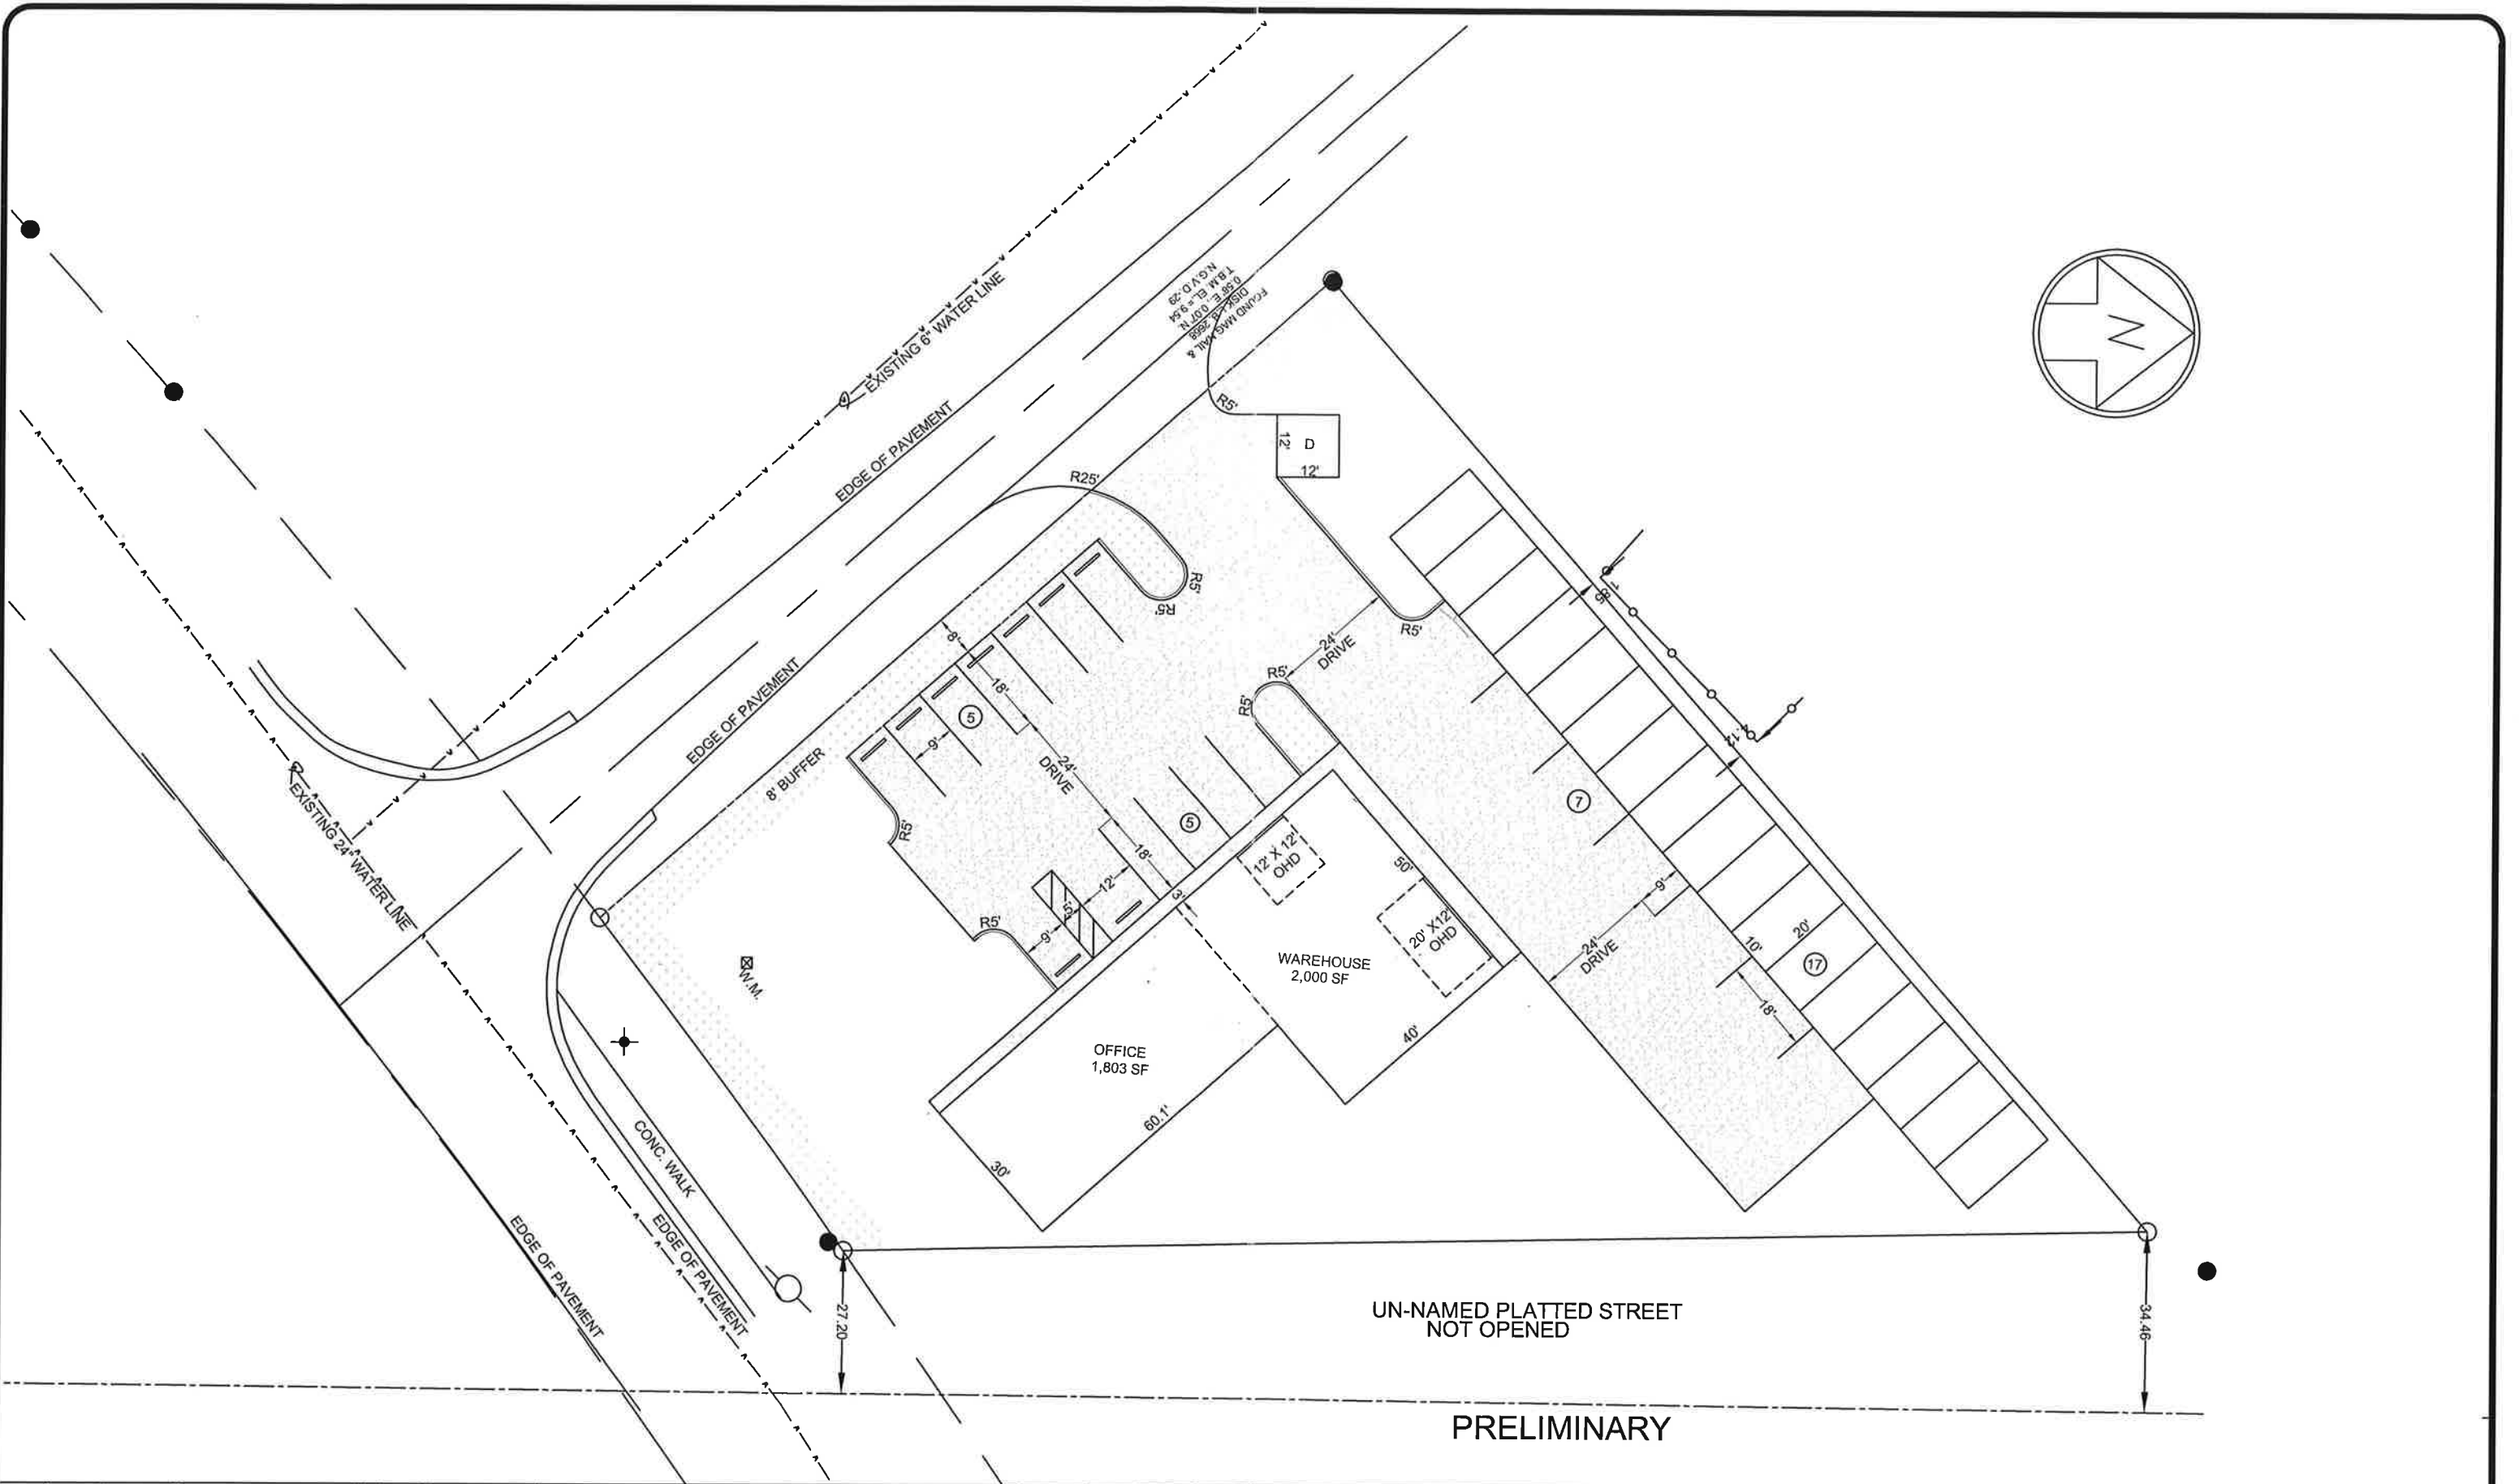 EXISTING 6" WATER LINE
FOUND MAG. NAIL &
DISK L.B. 2668
0.58' E., 0.07' N.
T.B.M. EL.= 9.54
N.G.V.D.-29
N
R5'
12'
D
12'
EDGE OF PAVEMENT
R25'
R5'
R5'
24'
DRIVE
R5'
4.12
8'
18'
5
9'
24'
DRIVE
R5'
R5'
EDGE OF PAVEMENT
8' BUFFER
R5'
5
18'
12'
5'
9'
R5'
3'
12' X 12'
OHD
50'
20' X12'
OHD
7
9'
24'
DRIVE
10'
20'
17
18'
EXISTING 24" WATER LINE
W.M.
WAREHOUSE
2,000 SF
40'
OFFICE
1,803 SF
60.1'
30'
CONC. WALK
EDGE OF PAVEMENT
EDGE OF PAVEMENT
27.20
34.46
UN-NAMED PLATTED STREET
NOT OPENED
PRELIMINARY